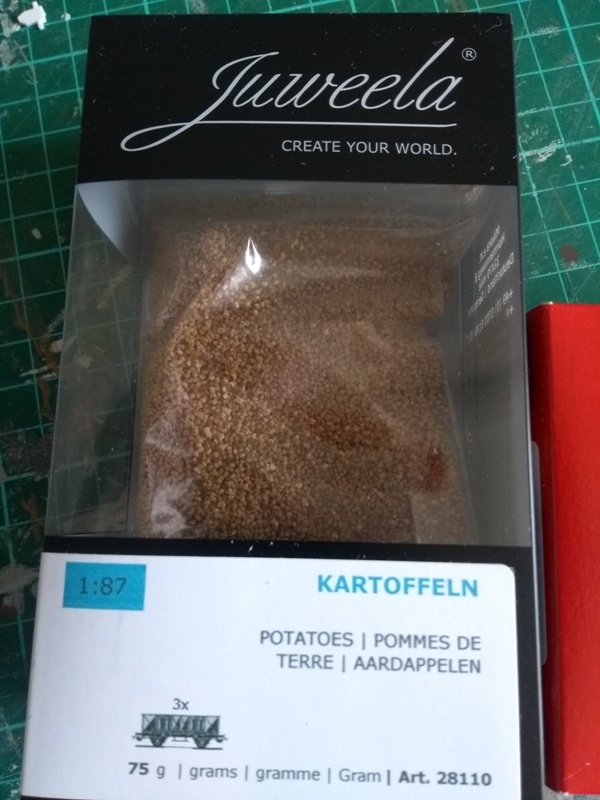 Juweela®
CREATE YOUR WORLD.
1:87
KARTOFFELN
POTATOES | POMMES DE
TERRE | AARDAPPELEN
3x
75 g | grams | gramme | Gram | Art. 28110